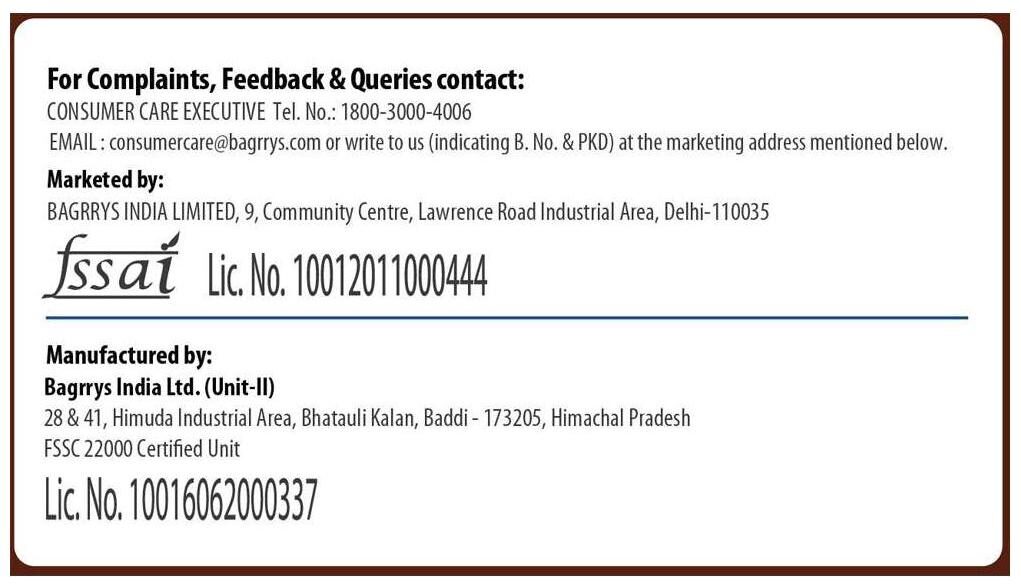 For Complaints, Feedback & Queries contact:
CONSUMER CARE EXECUTIVE Tel. No.: 1800-3000-4006
EMAIL : consumercare@bagrrys.com or write to us (indicating B. No. & PKD) at the marketing address mentioned below.
Marketed by:
BAGRRYS INDIA LIMITED, 9, Community Centre, Lawrence Road Industrial Area, Delhi-110035
fssai Lic. No. 10012011000444
Manufactured by:
Bagrrys India Ltd. (Unit-II)
28 & 41, Himuda Industrial Area, Bhatauli Kalan, Baddi - 173205, Himachal Pradesh
FSSC 22000 Certified Unit
Lic. No. 10016062000337